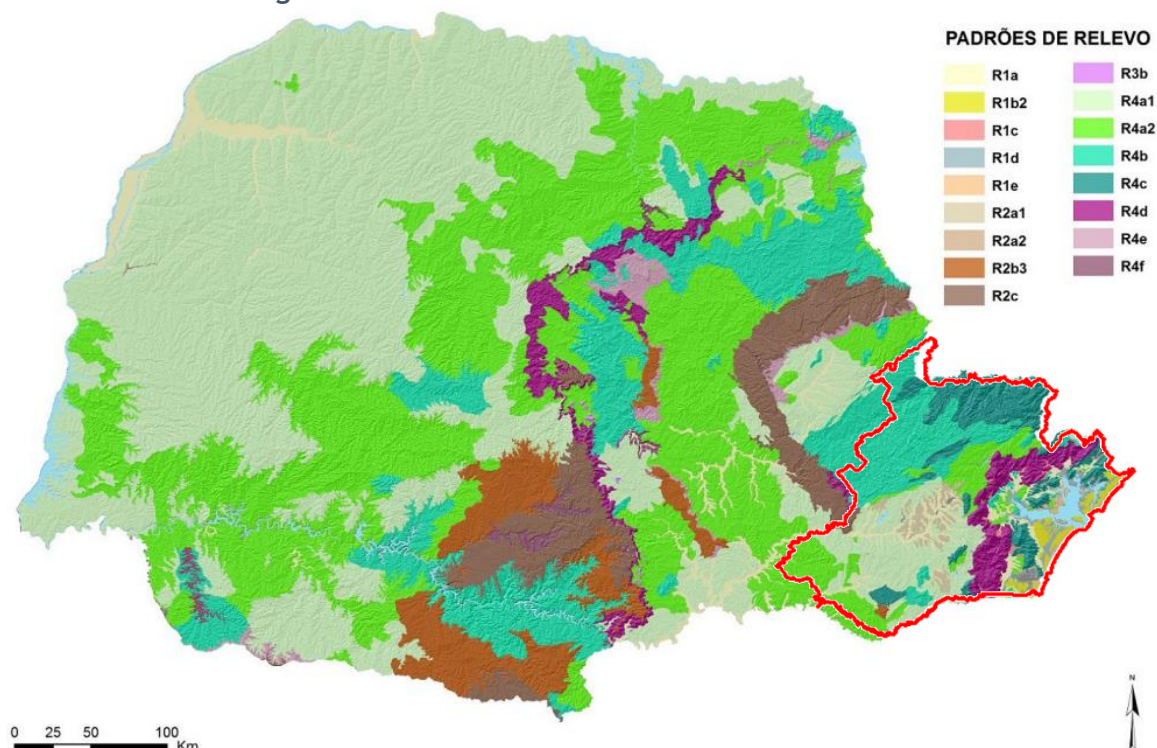 PADRÕES DE RELEVO
R1a
R1b2
R1c
R1d
R1e
R2a1
R2a2
R2b3
R2c
R3b
R4a1
R4a2
R4b
R4c
R4d
R4e
R4f
N
0 25 50 100
Km